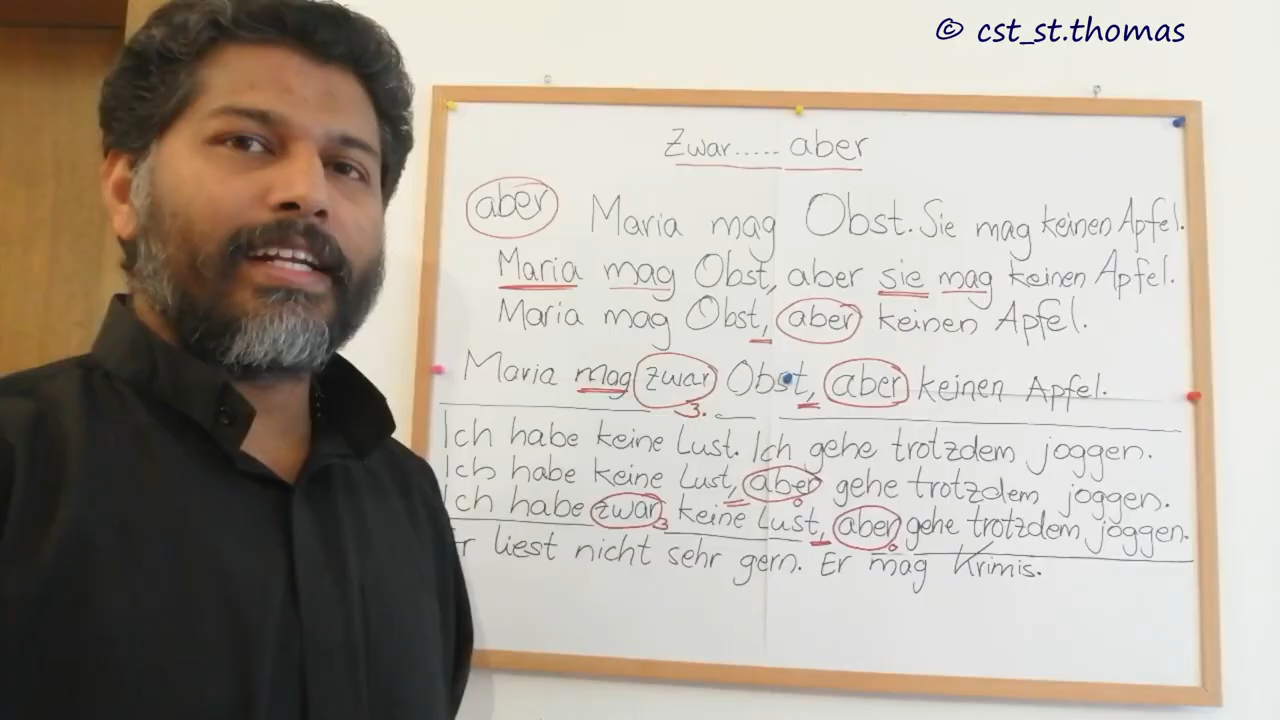 © cst_st.thomas
Zwar..... aber
aber Maria mag Obst. Sie mag keinen Apfel.
Maria mag Obst, aber sie mag keinen Apfel.
Maria mag Obst, aber keinen Apfel.
Maria mag zwar Obst, aber keinen Apfel.
3.
Ich habe keine Lust. Ich gehe trotzdem joggen.
Ich habe keine Lust, aber gehe trotzdem joggen.
0
Ich habe zwar keine Lust, aber gehe trotzdem joggen.
3 0
Er liest nicht sehr gern. Er mag Krimis.